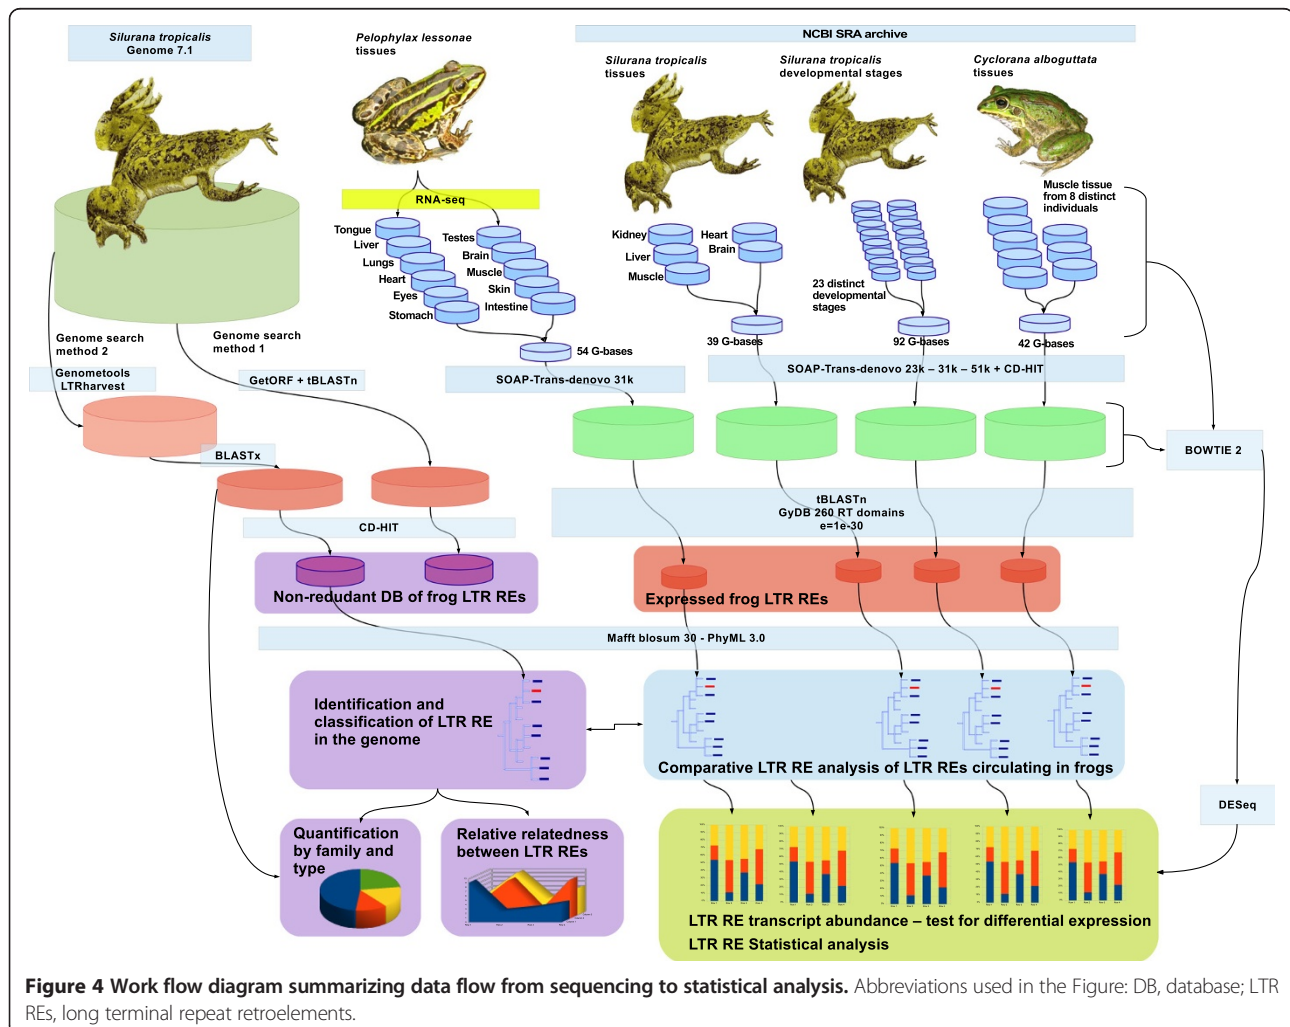 Silurana tropicalis
Genome 7.1
Pelophylax lessonae
tissues
NCBI SRA archive
Silurana tropicalis
tissues
Silurana tropicalis
developmental stages
Cyclorana alboguttata
tissues
RNA-seq
Tongue
Liver
Lungs
Heart
Eyes
Stomach
Testes
Brain
Muscle
Skin
Intestine
Kidney
Liver
Muscle
Heart
Brain
23 distinct
developmental
stages
Muscle tissue
from 8 distinct
individuals
54 G-bases
39 G-bases
92 G-bases
42 G-bases
Genome search
method 2
Genome search
method 1
Genometools
LTRharvest
GetORF + tBLASTn
SOAP-Trans-denovo 31k
SOAP-Trans-denovo 23k – 31k – 51k + CD-HIT
BLASTx
BOWTIE 2
CD-HIT
tBLASTn
GyDB 260 RT domains
e=1e-30
Non-redudant DB of frog LTR REs
Expressed frog LTR REs
Mafft blosum 30 - PhyML 3.0
Identification and
classification of LTR RE
in the genome
Comparative LTR RE analysis of LTR REs circulating in frogs
DESeq
Quantification
by family and
type
Relative relatedness
between LTR REs
LTR RE transcript abundance – test for differential expression
LTR RE Statistical analysis
Figure 4 Work flow diagram summarizing data flow from sequencing to statistical analysis. Abbreviations used in the Figure: DB, database; LTR
REs, long terminal repeat retroelements.